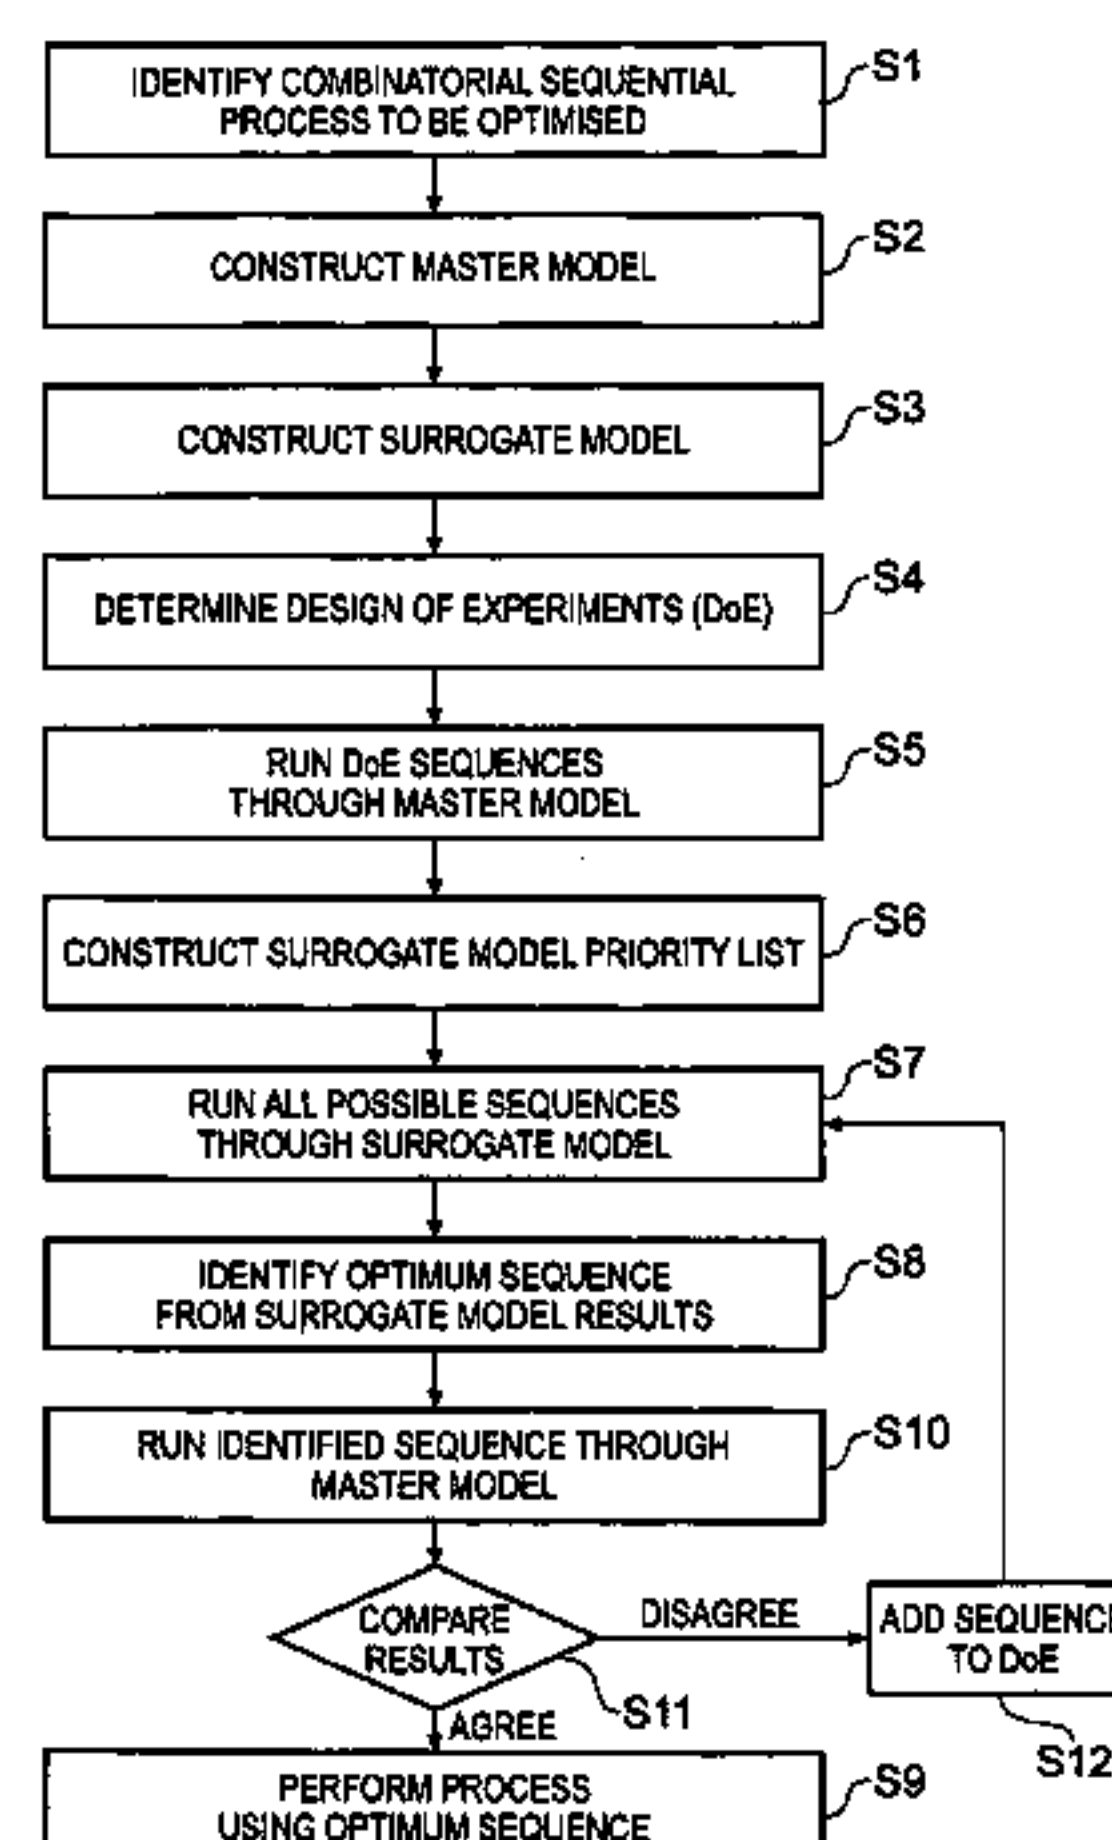 IDENTIFY COMBINATORIAL SEQUENTIAL
PROCESS TO BE OPTIMISED
S1
CONSTRUCT MASTER MODEL
S2
CONSTRUCT SURROGATE MODEL
S3
DETERMINE DESIGN OF EXPERIMENTS (DoE)
S4
RUN DoE SEQUENCES
THROUGH MASTER MODEL
S5
CONSTRUCT SURROGATE MODEL PRIORITY LIST
S6
RUN ALL POSSIBLE SEQUENCES
THROUGH SURROGATE MODEL
S7
IDENTIFY OPTIMUM SEQUENCE
FROM SURROGATE MODEL RESULTS
S8
RUN IDENTIFIED SEQUENCE THROUGH
MASTER MODEL
S10
COMPARE
RESULTS
S11
DISAGREE
ADD SEQUENCE
TO DoE
S12
AGREE
PERFORM PROCESS
USING OPTIMUM SEQUENCE
S9